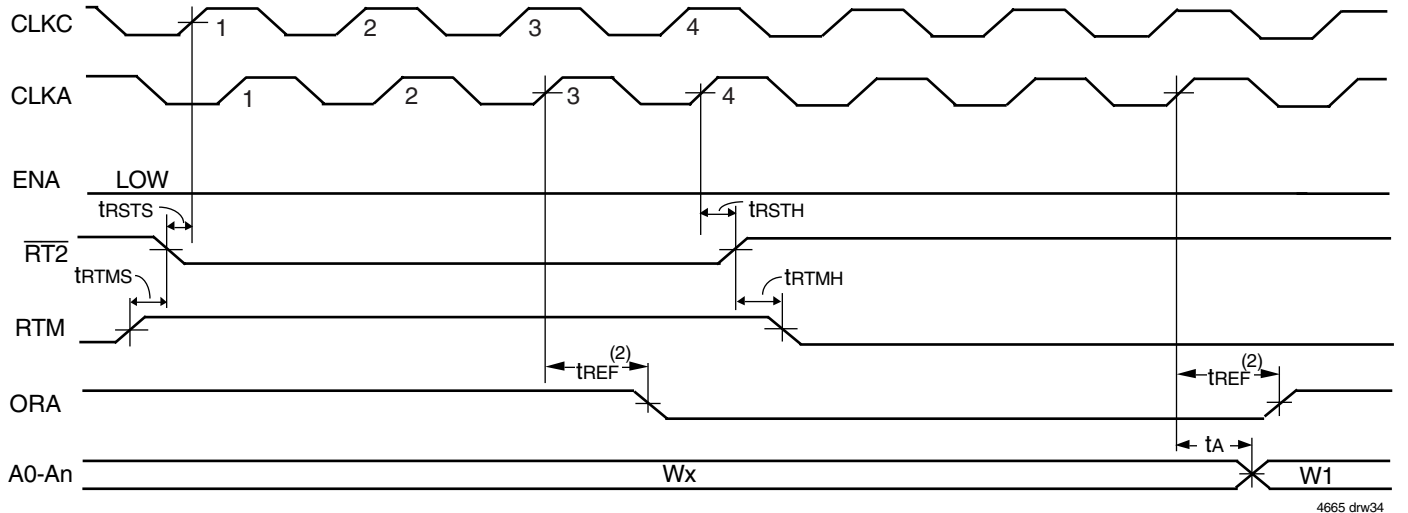 CLKC 1 2 3 4
CLKA 1 2 3 4
ENA LOW
tRSTS tRSTH
RT2
tRTMS tRTMH
RTM
tREF(2) tREF(2)
ORA
tA
A0-An Wx W1
4665 drw34